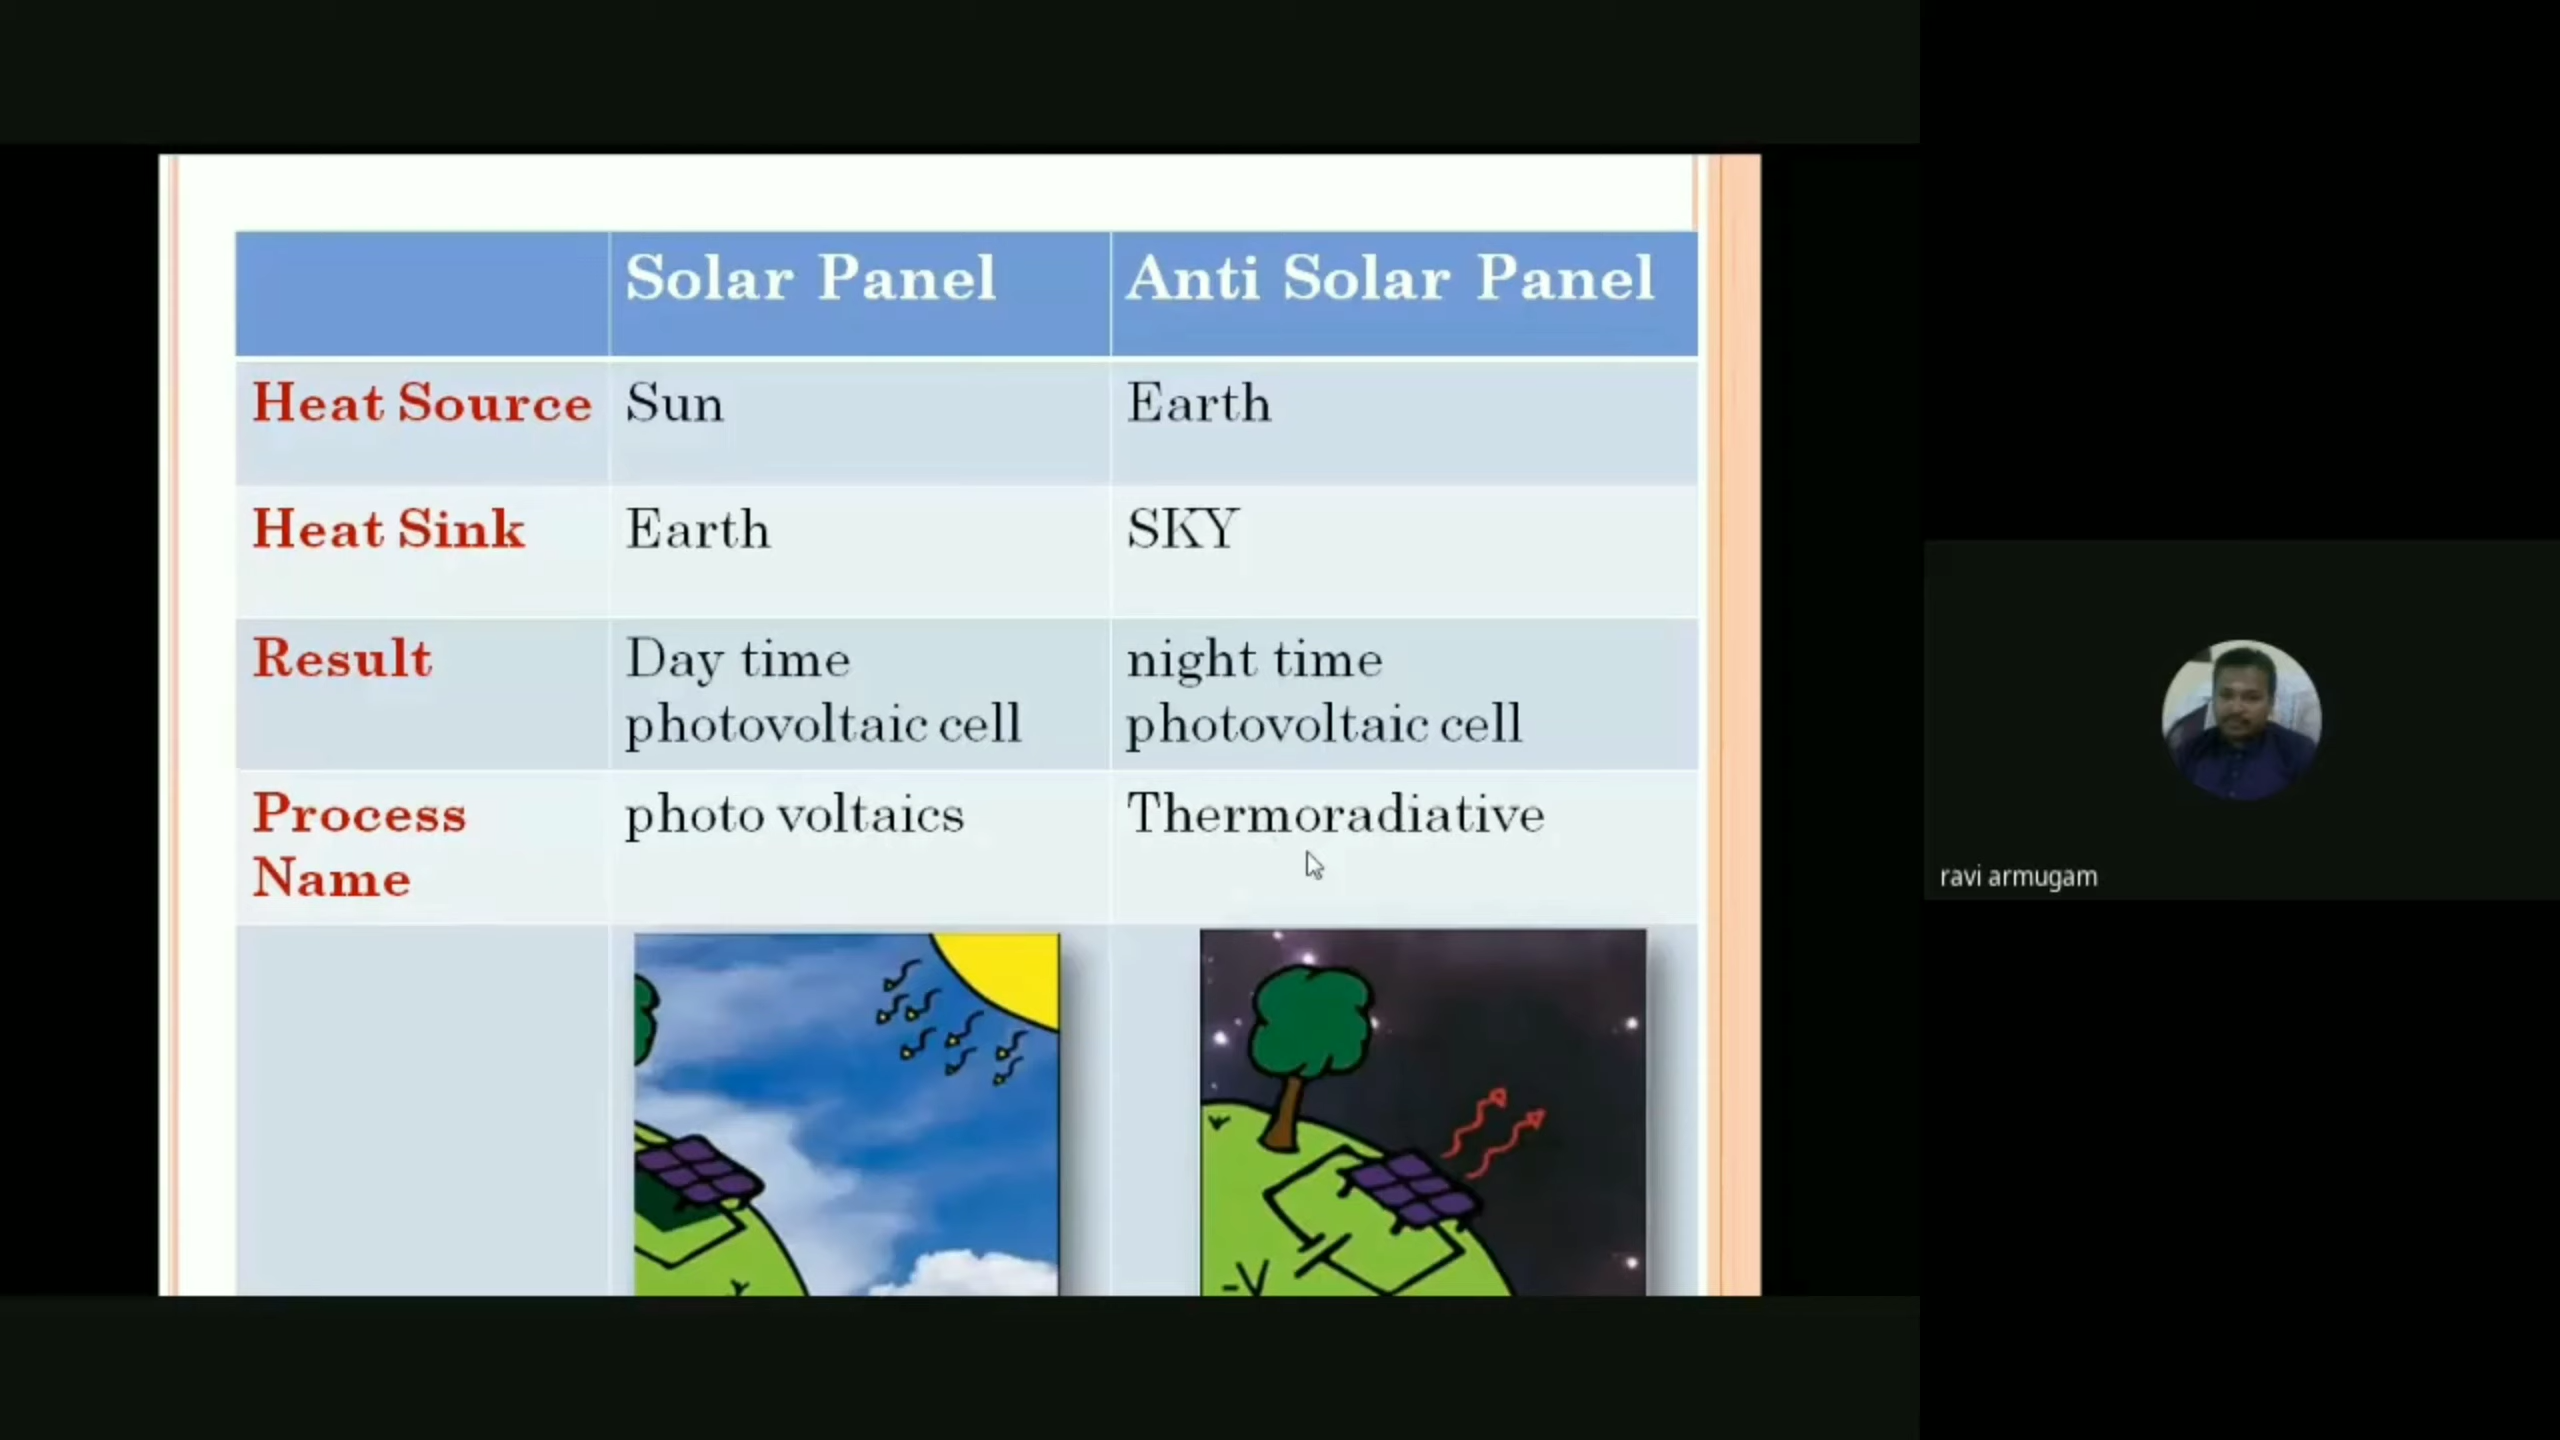 Solar Panel Anti Solar Panel
Heat Source Sun Earth
Heat Sink Earth SKY
Result Day time night time
photovoltaic cell photovoltaic cell
Process photo voltaics Thermoradiative
Name
-V
ravi armugam